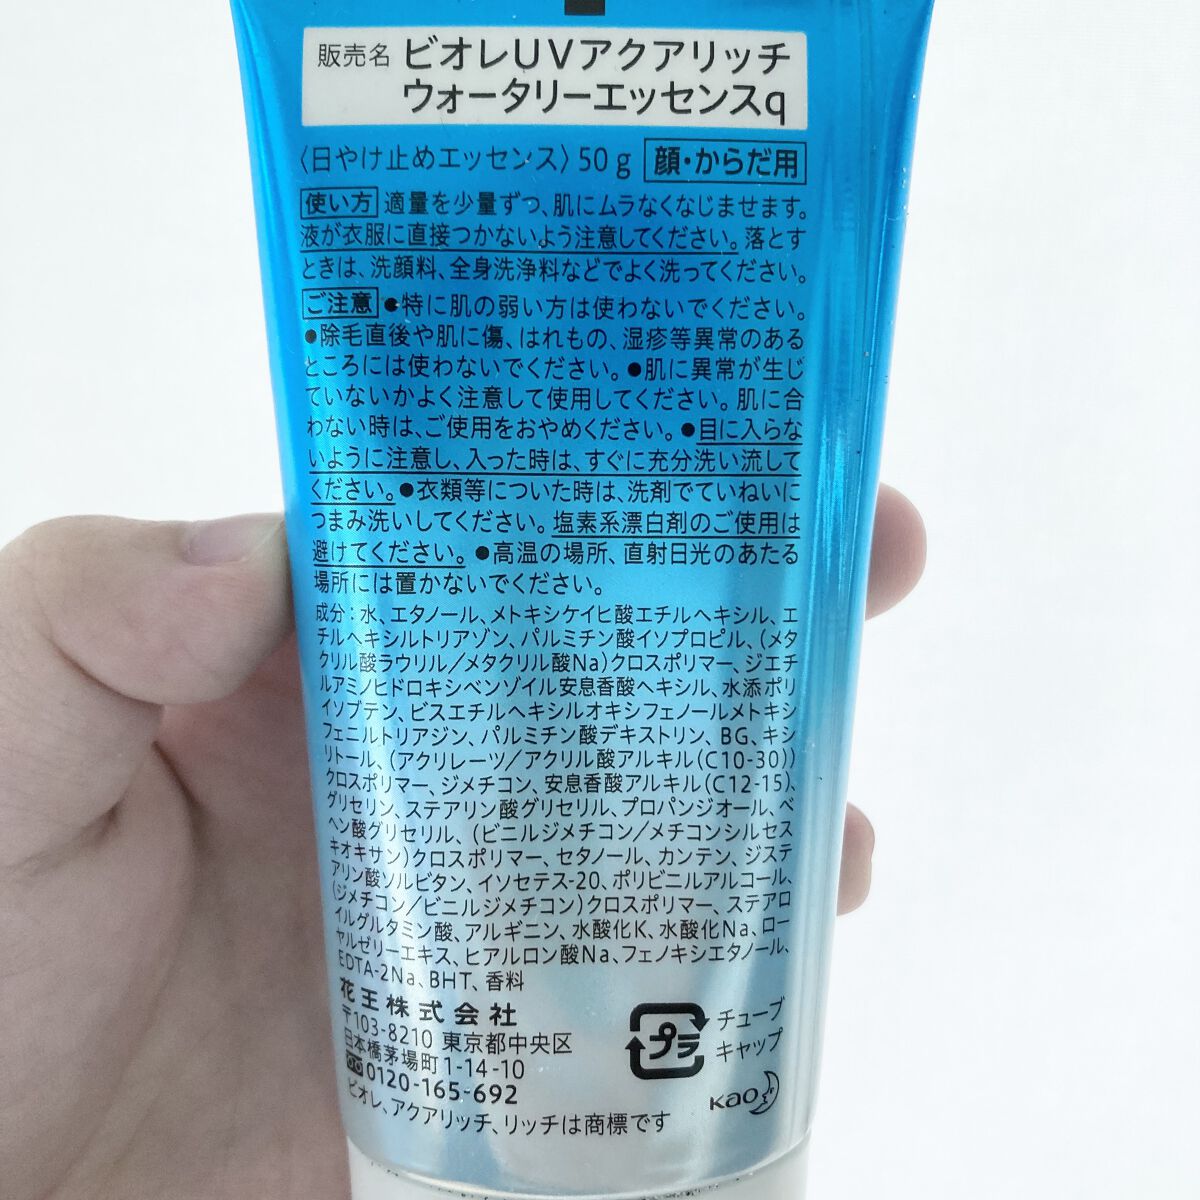 販売名 ビオレUVアクアリッチ
ウォータリーエッセンスq
〈日やけ止めエッセンス〉50g 顔・からだ用
使い方 適量を少量ずつ、肌にムラなくなじませます。
液が衣服に直接つかないよう注意してください。落とす
ときは、洗顔料、全身洗浄料などでよく洗ってください。
ご注意 ●特に肌の弱い方は使わないでください。
●除毛直後や肌に傷、はれもの、湿疹等異常のある
ところには使わないでください。●肌に異常が生じ
ていないかよく注意して使用してください。肌に合
わない時は、ご使用をおやめください。●目に入らな
いように注意し、入った時は、すぐに充分洗い流して
ください。●衣類等についた時は、洗剤でていねいに
つまみ洗いしてください。塩素系漂白剤のご使用は
避けてください。●高温の場所、直射日光のあたる
場所には置かないでください。
成分：水、エタノール、メトキシケイヒ酸エチルヘキシル、エ
チルヘキシルトリアゾン、パルミチン酸イソプロピル、（メタ
クリル酸ラウリル／メタクリル酸Na）クロスポリマー、ジエチ
ルアミノヒドロキシベンゾイル安息香酸ヘキシル、水添ポリ
イソブテン、ビスエチルヘキシルオキシフェノールメトキシ
フェニルトリアジン、パルミチン酸デキストリン、BG、キシ
リトール、（アクリレーツ／アクリル酸アルキル（C10-30））
クロスポリマー、ジメチコン、安息香酸アルキル（C12-15）、
グリセリン、ステアリン酸グリセリル、プロパンジオール、ベ
ヘン酸グリセリル、（ビニルジメチコン／メチコンシルセス
キオキサン）クロスポリマー、セタノール、カンテン、ジステ
アリン酸ソルビタン、イソセテス-20、ポリビニルアルコール、
（ジメチコン／ビニルジメチコン）クロスポリマー、ステアロ
イルグルタミン酸、アルギニン、水酸化K、水酸化Na、ロー
ヤルゼリーエキス、ヒアルロン酸Na、フェノキシエタノール、
EDTA-2Na、BHT、香料
花王株式会社
〒103-8210 東京都中央区
日本橋茅場町1-14-10
0120-165-692
ビオレ、アクアリッチ、リッチは商標です
プラ
チューブ
キャップ
Kao